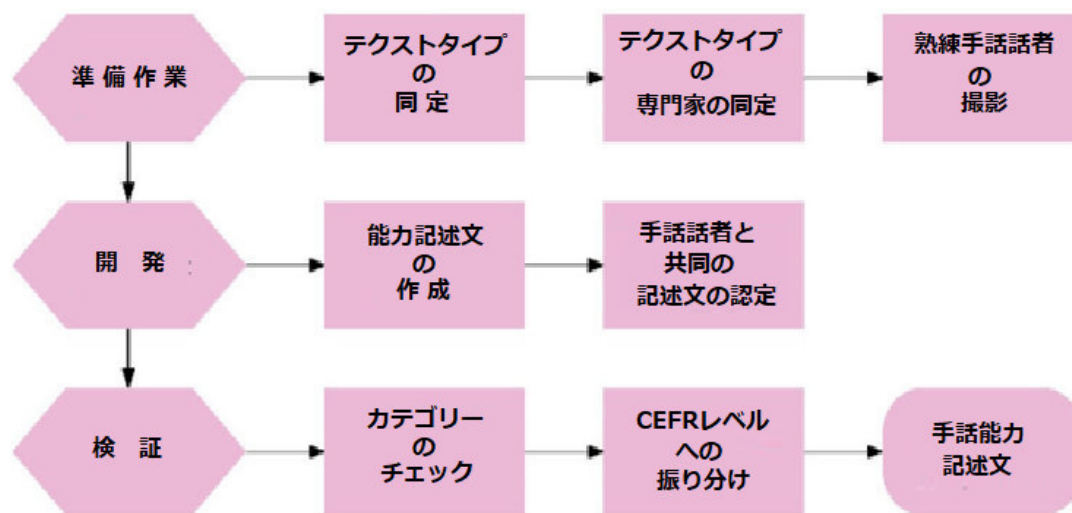 準備作業
テクストタイプ
の
同定
テクストタイプ
の
専門家の同定
熟練手話話者
の
撮影
開発
能力記述文
の
作成
手話話者と
共同の
記述文の認定
検証
カテゴリー
の
チェック
CEFRレベル
への
振り分け
手話能力
記述文